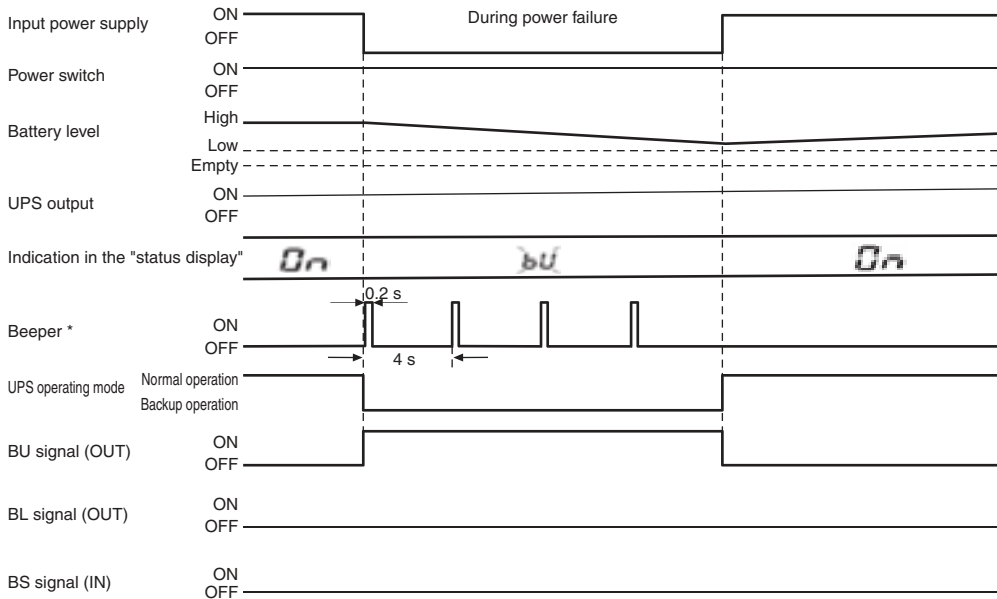 Input power supply ON During power failure
OFF
Power switch ON
OFF
Battery level High
Low
Empty
UPS output ON
OFF
Indication in the "status display" On bU On
0.2 s
Beeper * ON
OFF
4 s
UPS operating mode Normal operation
Backup operation
BU signal (OUT) ON
OFF
BL signal (OUT) ON
OFF
BS signal (IN) ON
OFF